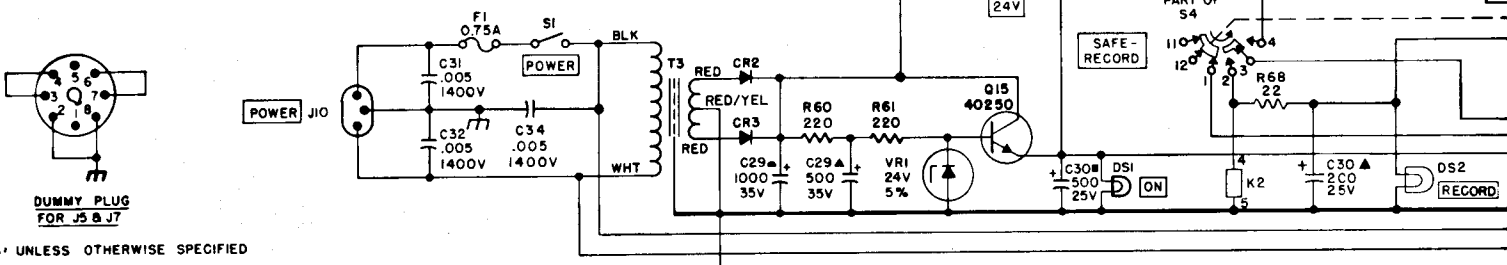 F1
0.75A
S1
POWER
BLK
C31
.005
1400V
POWER J10
C32
.005
1400V
C34
.005
1400V
WHT
T3
RED
RED/YEL
RED
CR2
CR3
R60
220
R61
220
C29
1000
35V
C29▲
500
35V
VR1
24V
5%
24V
Q15
40250
C30■
500
25V
DS1
ON
PART OF
S4
SAFE-
RECORD
11
12
1
2
3
4
R68
22
4
K2
5
C30▲
200
25V
DS2
RECORD
4
5
6
3
7
2
1
8
DUMMY PLUG
FOR J5 & J7
UNLESS OTHERWISE SPECIFIED